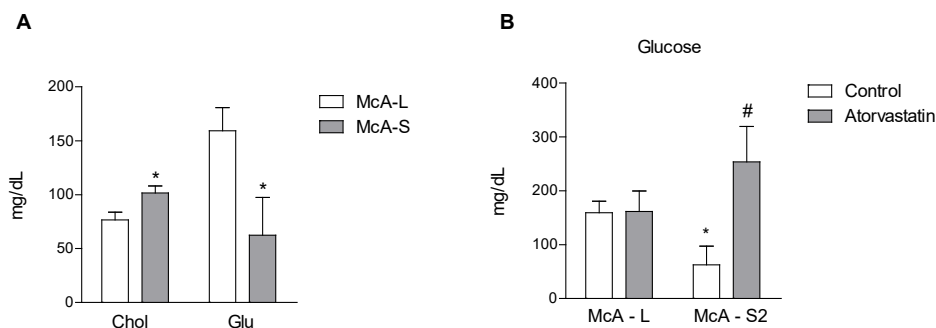 A
200
150
100
50
0
mg/dL
*
*
Chol
Glu
McA-L
McA-S
B
Glucose
400
300
200
100
0
mg/dL
*
#
McA - L
McA - S2
Control
Atorvastatin